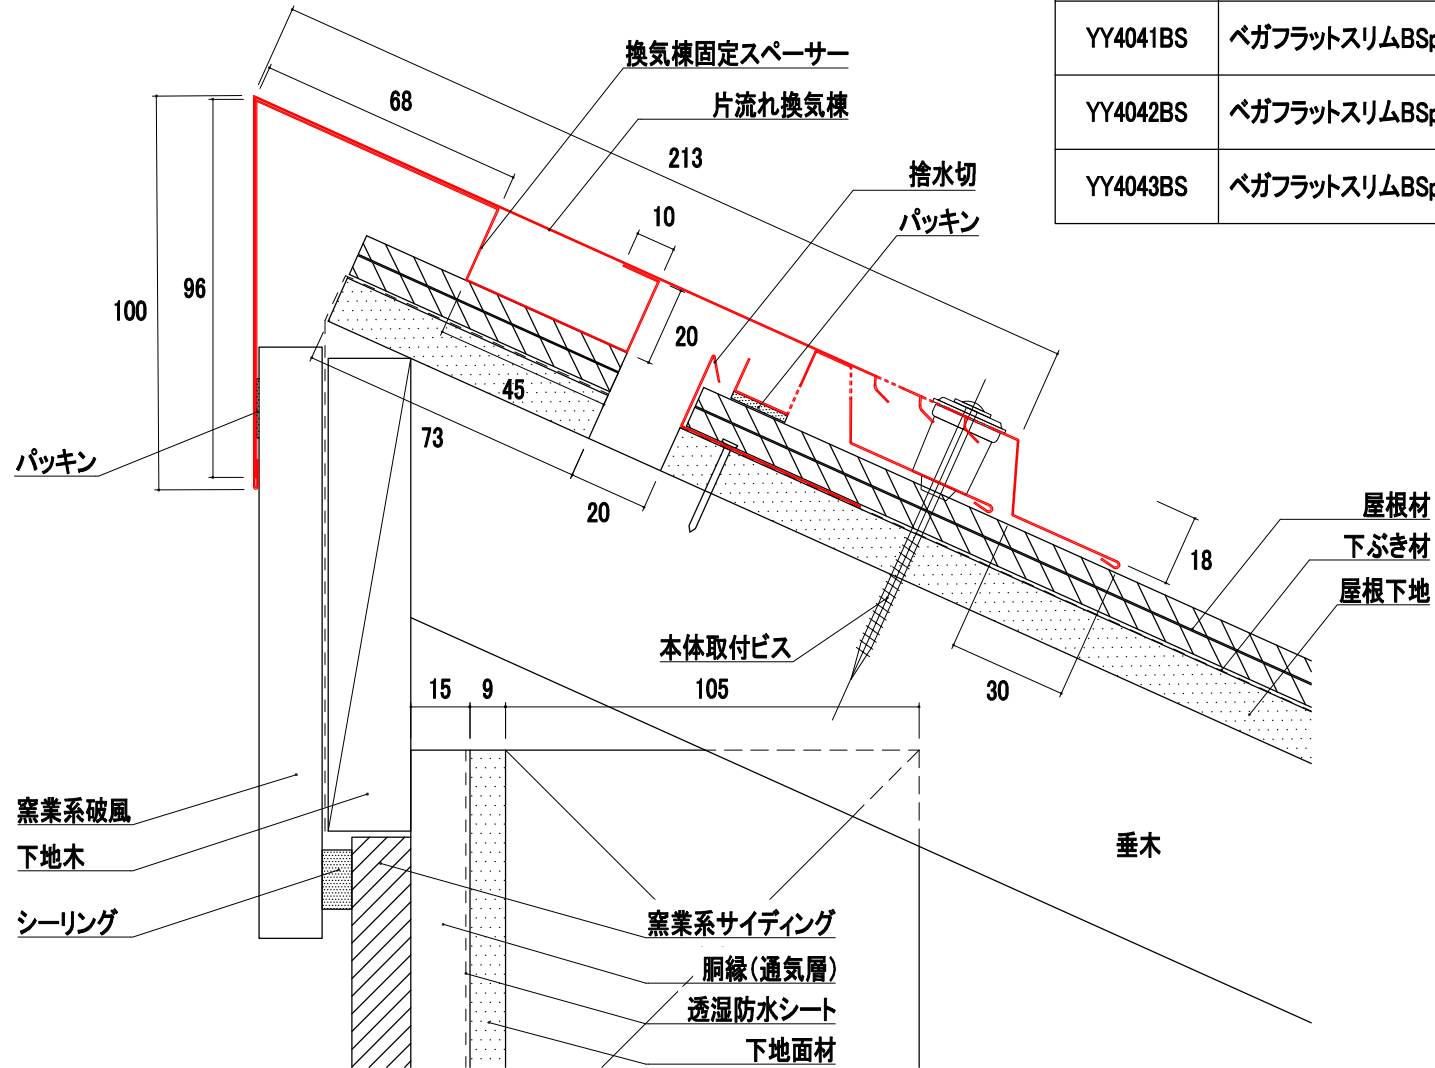 YY4041BS ベガフラットスリムBSp
YY4042BS ベガフラットスリムBSp
YY4043BS ベガフラットスリムBSp
換気棟固定スペーサー
68
片流れ換気棟
213
捨水切
10
パッキン
96
100
20
45
73
パッキン
20
屋根材
下ぶき材
18
屋根下地
本体取付ビス
15
9
105
30
窯業系破風
下地木
垂木
シーリング
窯業系サイディング
胴縁(通気層)
透湿防水シート
下地面材